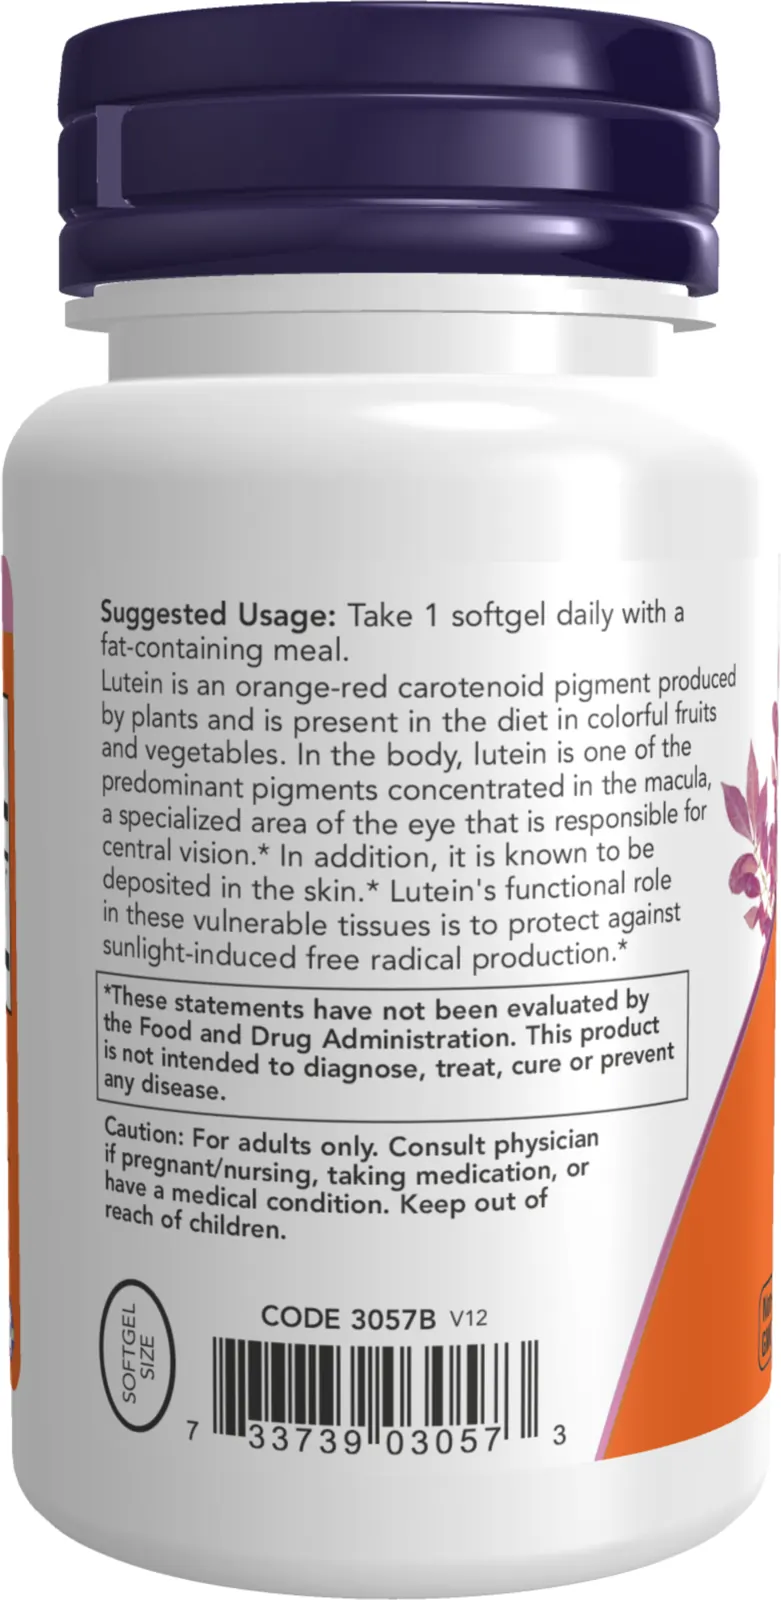 Suggested Usage: Take 1 softgel daily with a
fat-containing meal.
Lutein is an orange-red carotenoid pigment produced
by plants and is present in the diet in colorful fruits
and vegetables. In the body, lutein is one of the
predominant pigments concentrated in the macula,
a specialized area of the eye that is responsible for
central vision.* In addition, it is known to be
deposited in the skin.* Lutein's functional role
in these vulnerable tissues is to protect against
sunlight-induced free radical production.*
*These statements have not been evaluated by
the Food and Drug Administration. This product
is not intended to diagnose, treat, cure or prevent
any disease.
Caution: For adults only. Consult physician
if pregnant/nursing, taking medication, or
have a medical condition. Keep out of
reach of children.
SOFTGEL
SIZE
CODE 3057B V12
7 33739 03057 3